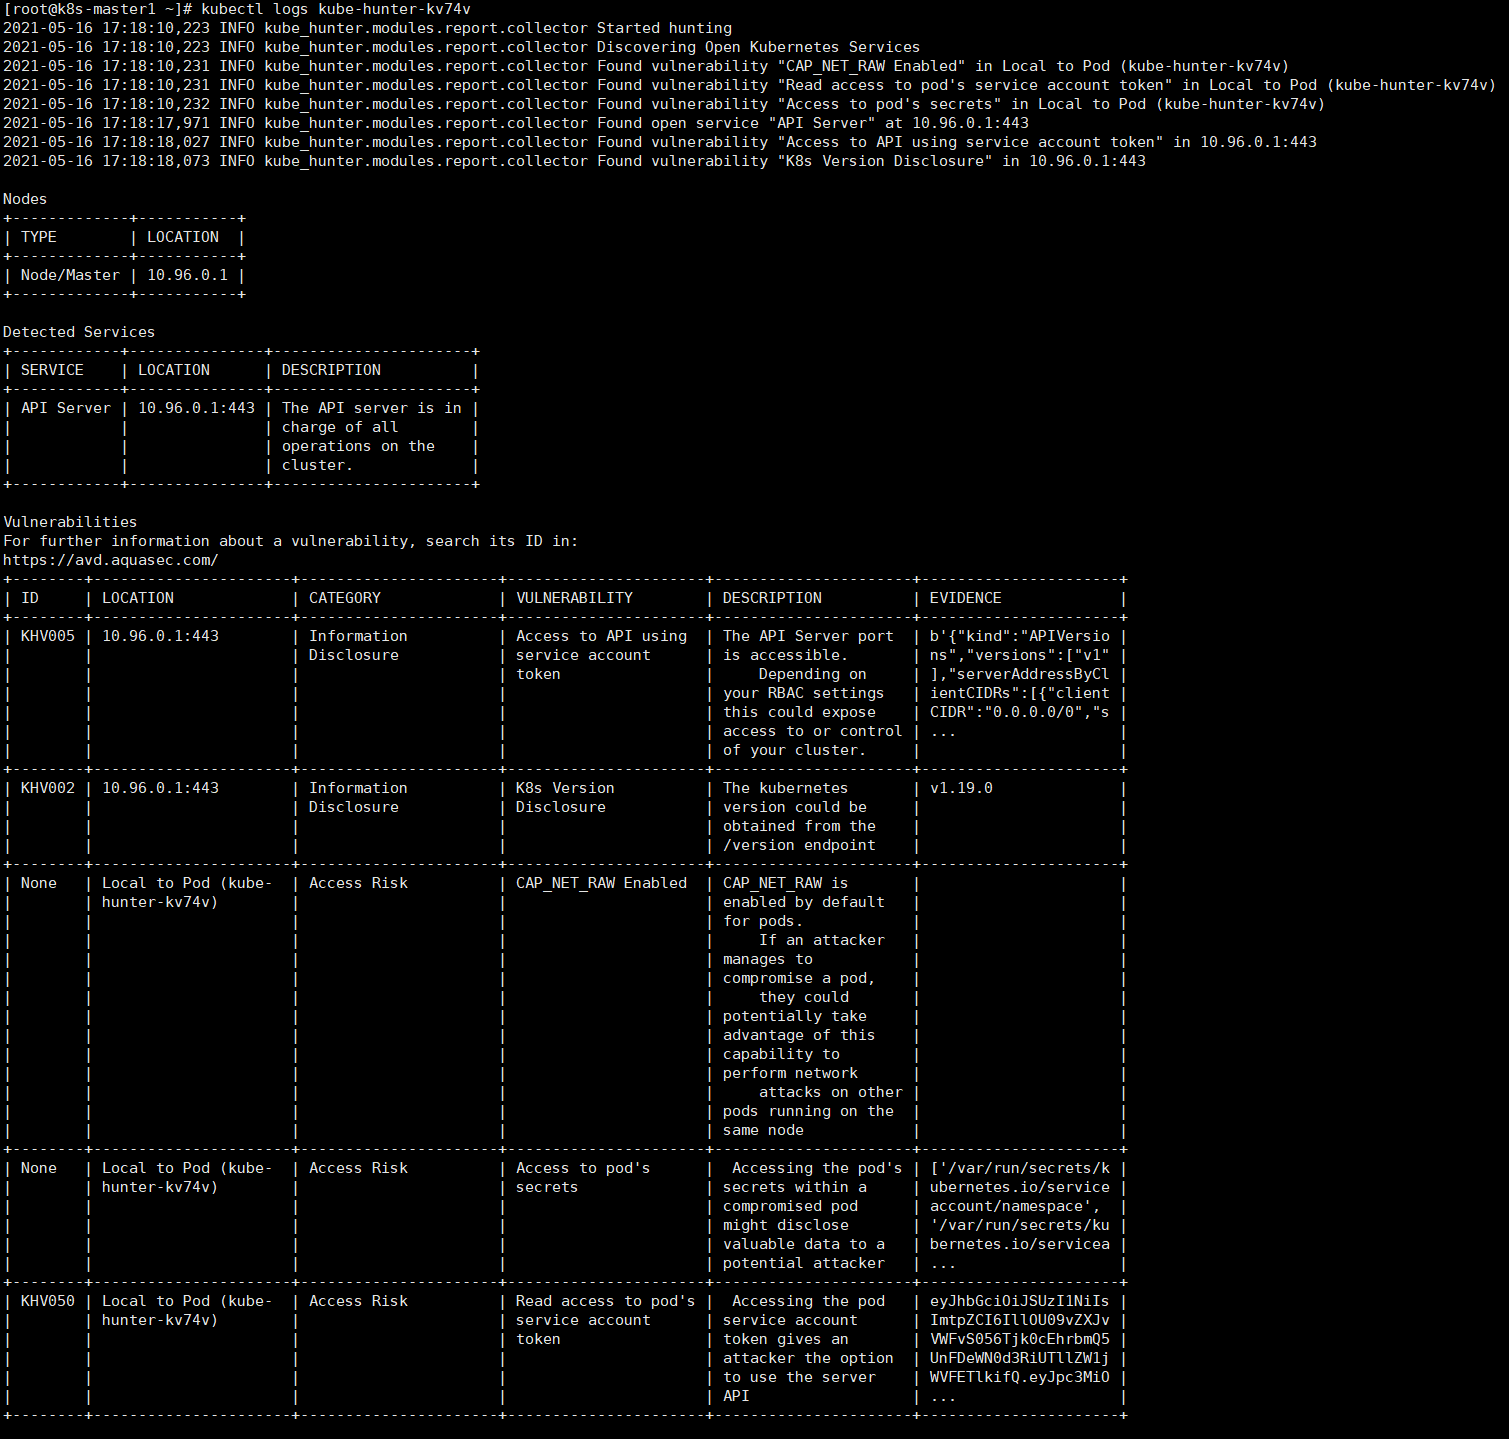 [root@k8s-master1 ~]# kubectl logs kube-hunter-kv74v
2021-05-16 17:18:10,223 INFO kube_hunter.modules.report.collector Started hunting
2021-05-16 17:18:10,223 INFO kube_hunter.modules.report.collector Discovering Open Kubernetes Services
2021-05-16 17:18:10,231 INFO kube_hunter.modules.report.collector Found vulnerability "CAP_NET_RAW Enabled" in Local to Pod (kube-hunter-kv74v)
2021-05-16 17:18:10,231 INFO kube_hunter.modules.report.collector Found vulnerability "Read access to pod's service account token" in Local to Pod (kube-hunter-kv74v)
2021-05-16 17:18:10,232 INFO kube_hunter.modules.report.collector Found vulnerability "Access to pod's secrets" in Local to Pod (kube-hunter-kv74v)
2021-05-16 17:18:17,971 INFO kube_hunter.modules.report.collector Found open service "API Server" at 10.96.0.1:443
2021-05-16 17:18:18,027 INFO kube_hunter.modules.report.collector Found vulnerability "Access to API using service account token" in 10.96.0.1:443
2021-05-16 17:18:18,073 INFO kube_hunter.modules.report.collector Found vulnerability "K8s Version Disclosure" in 10.96.0.1:443

Nodes
+-------------+-----------+
| TYPE        | LOCATION  |
+-------------+-----------+
| Node/Master | 10.96.0.1 |
+-------------+-----------+

Detected Services
+------------+---------------+----------------------+
| SERVICE    | LOCATION      | DESCRIPTION          |
+------------+---------------+----------------------+
| API Server | 10.96.0.1:443 | The API server is in |
|            |               | charge of all        |
|            |               | operations on the    |
|            |               | cluster.             |
+------------+---------------+----------------------+

Vulnerabilities
For further information about a vulnerability, search its ID in:
https://avd.aquasec.com/
+--------+----------------------+----------------------+----------------------+----------------------+----------------------+
| ID     | LOCATION             | CATEGORY             | VULNERABILITY        | DESCRIPTION          | EVIDENCE             |
+--------+----------------------+----------------------+----------------------+----------------------+----------------------+
| KHV005 | 10.96.0.1:443        | Information          | Access to API using  | The API Server port  | b'{"kind":"APIVersio |
|        |                      | Disclosure           | service account      | is accessible.       | ns","versions":["v1" |
|        |                      |                      | token                |     Depending on     | ],"serverAddressByCl |
|        |                      |                      |                      | your RBAC settings   | ientCIDRs":[{"client |
|        |                      |                      |                      | this could expose    | CIDR":"0.0.0.0/0","s |
|        |                      |                      |                      | access to or control | ...                  |
|        |                      |                      |                      | of your cluster.     |                      |
+--------+----------------------+----------------------+----------------------+----------------------+----------------------+
| KHV002 | 10.96.0.1:443        | Information          | K8s Version          | The kubernetes       | v1.19.0              |
|        |                      | Disclosure           | Disclosure           | version could be     |                      |
|        |                      |                      |                      | obtained from the    |                      |
|        |                      |                      |                      | /version endpoint    |                      |
+--------+----------------------+----------------------+----------------------+----------------------+----------------------+
| None   | Local to Pod (kube-  | Access Risk          | CAP_NET_RAW Enabled  | CAP_NET_RAW is       |                      |
|        | hunter-kv74v)        |                      |                      | enabled by default   |                      |
|        |                      |                      |                      | for pods.            |                      |
|        |                      |                      |                      |     If an attacker   |                      |
|        |                      |                      |                      | manages to           |                      |
|        |                      |                      |                      | compromise a pod,    |                      |
|        |                      |                      |                      |     they could       |                      |
|        |                      |                      |                      | potentially take     |                      |
|        |                      |                      |                      | advantage of this    |                      |
|        |                      |                      |                      | capability to        |                      |
|        |                      |                      |                      | perform network      |                      |
|        |                      |                      |                      |     attacks on other |                      |
|        |                      |                      |                      | pods running on the  |                      |
|        |                      |                      |                      | same node            |                      |
+--------+----------------------+----------------------+----------------------+----------------------+----------------------+
| None   | Local to Pod (kube-  | Access Risk          | Access to pod's      |  Accessing the pod's | ['/var/run/secrets/k |
|        | hunter-kv74v)        |                      | secrets              | secrets within a     | ubernetes.io/service |
|        |                      |                      |                      | compromised pod      | account/namespace',  |
|        |                      |                      |                      | might disclose       | '/var/run/secrets/ku |
|        |                      |                      |                      | valuable data to a   | bernetes.io/servicea |
|        |                      |                      |                      | potential attacker   | ...                  |
+--------+----------------------+----------------------+----------------------+----------------------+----------------------+
| KHV050 | Local to Pod (kube-  | Access Risk          | Read access to pod's |  Accessing the pod   | eyJhbGciOiJSUzI1NiIs |
|        | hunter-kv74v)        |                      | service account      | service account      | ImtpZCI6IllOU09vZXJv |
|        |                      |                      | token                | token gives an       | VWFvS056Tjk0cEhrbmQ5 |
|        |                      |                      |                      | attacker the option  | UnFDeWN0d3RiUTllZW1j |
|        |                      |                      |                      | to use the server    | WVFETlkifQ.eyJpc3MiO |
|        |                      |                      |                      | API                  | ...                  |
+--------+----------------------+----------------------+----------------------+----------------------+----------------------+